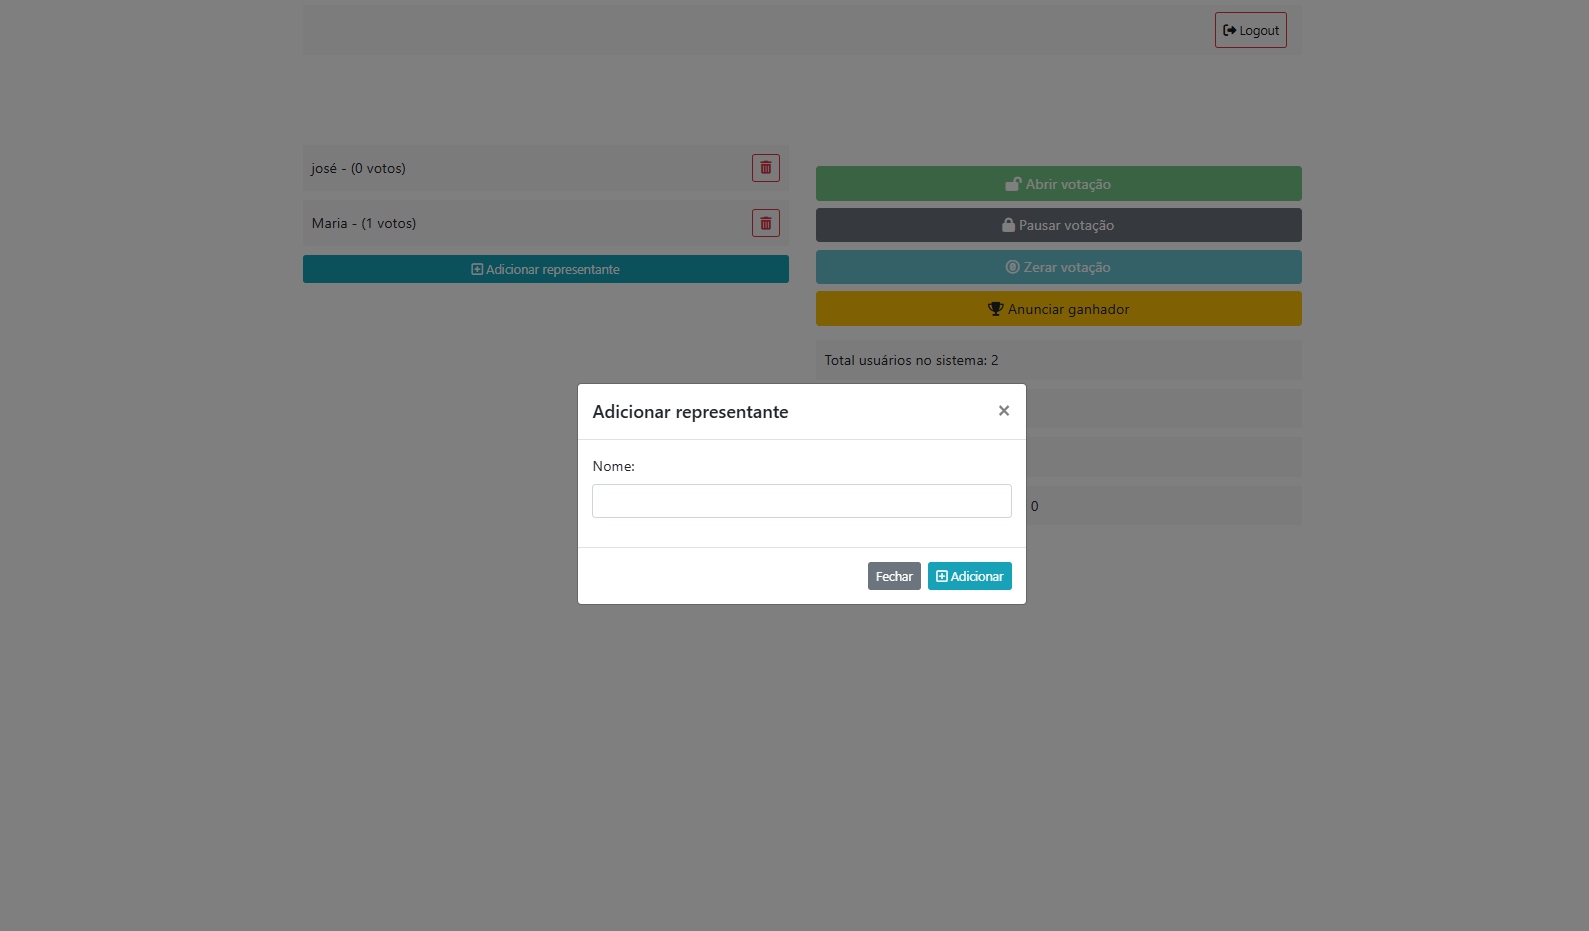 Logout
josé - (0 votos)
Maria - (1 votos)
Adicionar representante
Abrir votação
Pausar votação
Zerar votação
Anunciar ganhador
Total usuários no sistema: 2
0
Adicionar representante
×
Nome:
Fechar
Adicionar